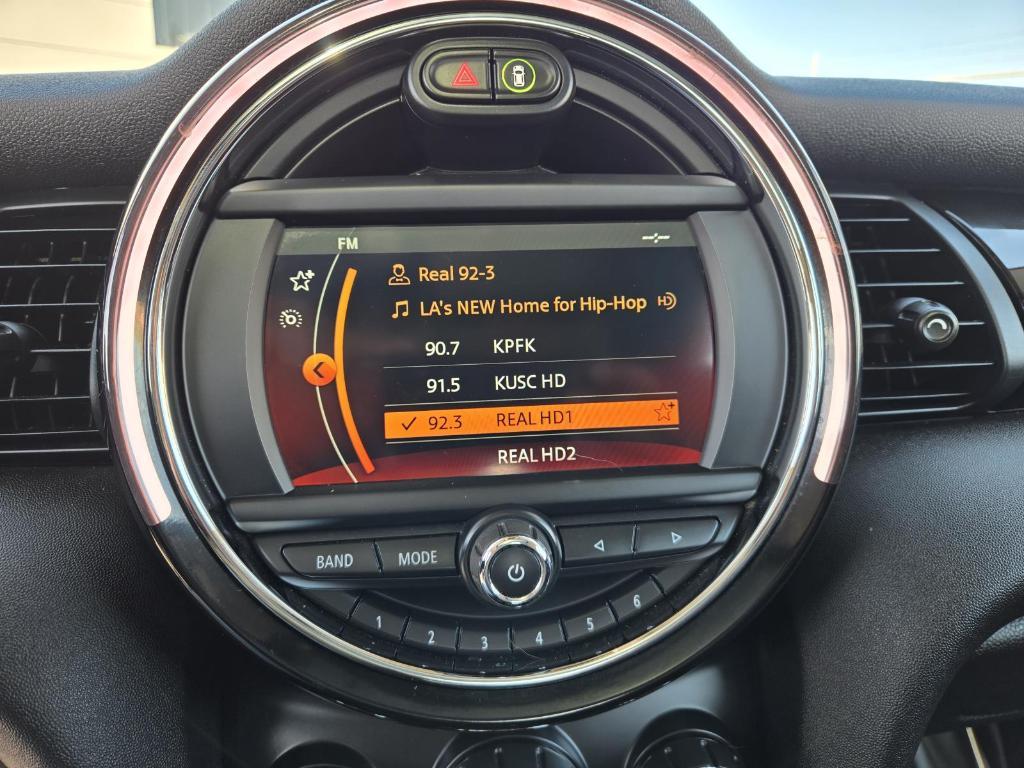 FM
Real 92-3
LA's NEW Home for Hip-Hop HD
90.7 KPFK
91.5 KUSC HD
92.3 REAL HD1
REAL HD2
BAND MODE
1 2 3 4 5 6